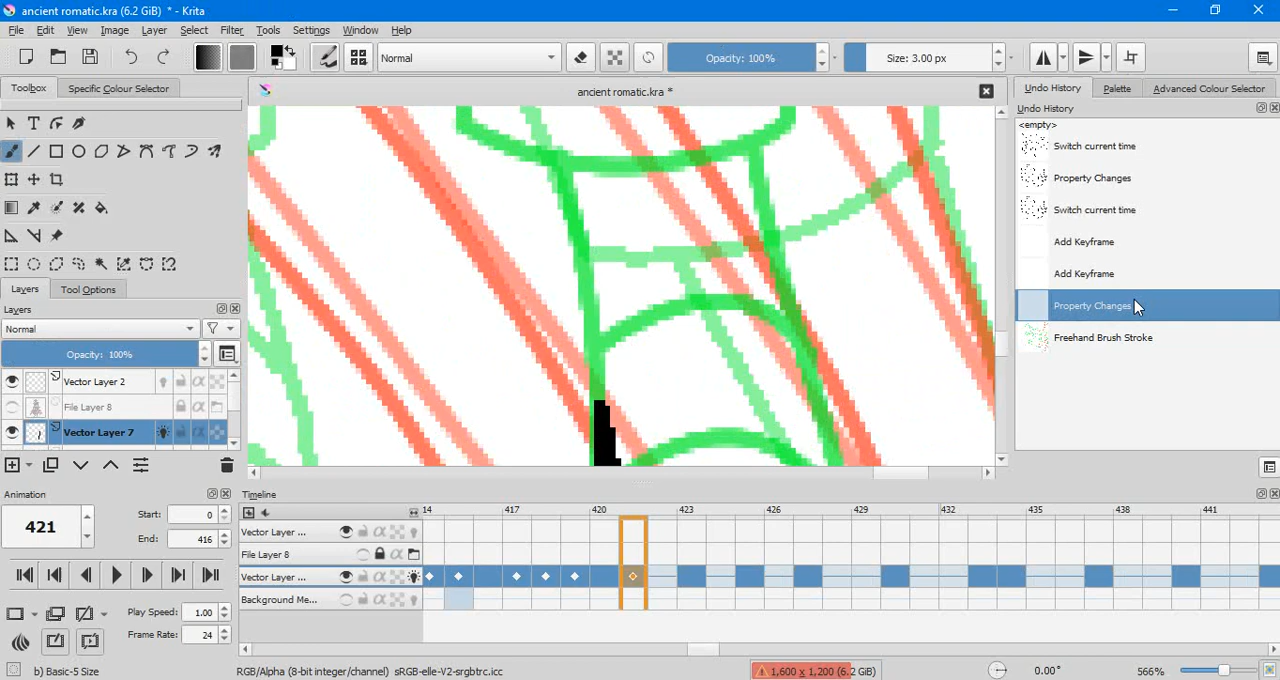 ancient romatic.kra (6.2 GiB) * - Krita
File Edit View Image Layer Select Filter Tools Settings Window Help
Normal Opacity: 100% Size: 3.00 px
Toolbox Specific Colour Selector
ancient romatic.kra *
Undo History Palette Advanced Colour Selector
Undo History
<empty>
Switch current time
Property Changes
Switch current time
Add Keyframe
Add Keyframe
Property Changes
Freehand Brush Stroke
Layers Tool Options
Layers
Normal
Opacity: 100%
Vector Layer 2
File Layer 8
Vector Layer 7
Animation
421
Start: 0
End: 416
Play Speed: 1.00
Frame Rate: 24
Timeline
14 417 420 423 426 429 432 435 438 441
Vector Layer ...
File Layer 8
Vector Layer ...
Background Me...
b) Basic-5 Size RGB/Alpha (8-bit integer/channel) sRGB-elle-V2-srgbtrc.icc 1,600 x 1,200 (6.2 GiB) 0.00° 566%